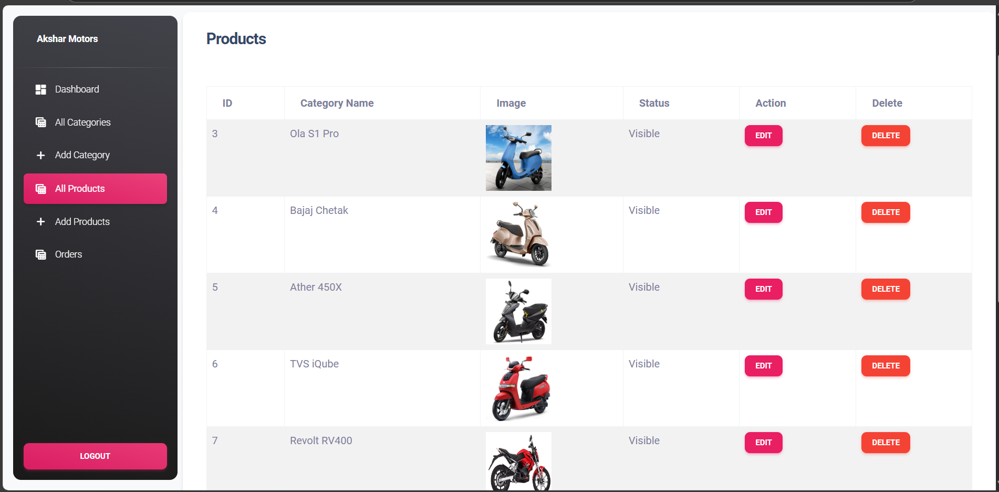 Akshar Motors
Dashboard
All Categories
Add Category
All Products
Add Products
Orders
LOGOUT
Products
ID Category Name Image Status Action Delete
3 Ola S1 Pro Visible EDIT DELETE
4 Bajaj Chetak Visible EDIT DELETE
5 Ather 450X Visible EDIT DELETE
6 TVS iQube Visible EDIT DELETE
7 Revolt RV400 Visible EDIT DELETE